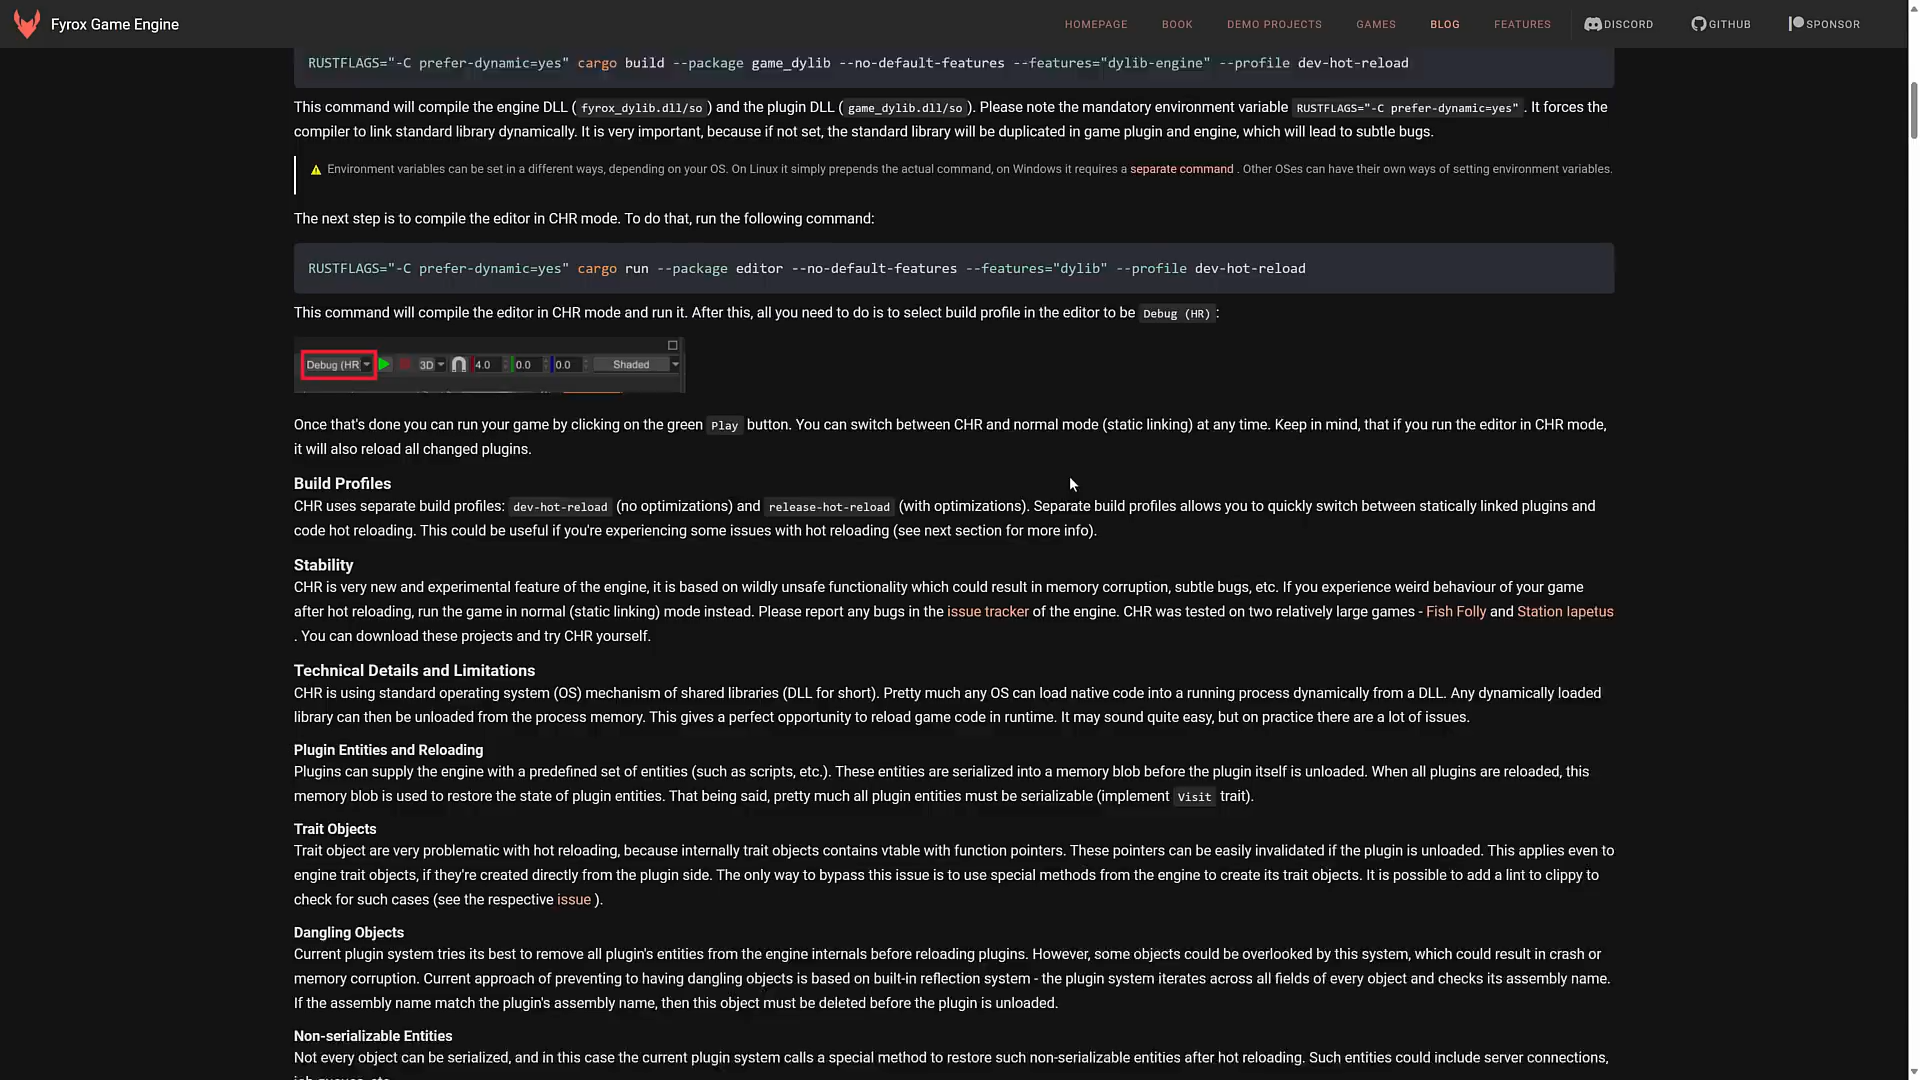 Fyrox Game Engine
HOMEPAGE BOOK DEMO PROJECTS GAMES BLOG FEATURES DISCORD GITHUB SPONSOR
RUSTFLAGS="-C prefer-dynamic=yes" cargo build --package game_dylib --no-default-features --features="dylib-engine" --profile dev-hot-reload
This command will compile the engine DLL ( fyrox_dylib.dll/so ) and the plugin DLL ( game_dylib.dll/so ). Please note the mandatory environment variable RUSTFLAGS="-C prefer-dynamic=yes" . It forces the
compiler to link standard library dynamically. It is very important, because if not set, the standard library will be duplicated in game plugin and engine, which will lead to subtle bugs.
Environment variables can be set in a different ways, depending on your OS. On Linux it simply prepends the actual command, on Windows it requires a separate command . Other OSes can have their own ways of setting environment variables.
The next step is to compile the editor in CHR mode. To do that, run the following command:
RUSTFLAGS="-C prefer-dynamic=yes" cargo run --package editor --no-default-features --features="dylib" --profile dev-hot-reload
This command will compile the editor in CHR mode and run it. After this, all you need to do is to select build profile in the editor to be Debug (HR) :
Debug (HR 3D 4.0 0.0 0.0 Shaded
Once that's done you can run your game by clicking on the green Play button. You can switch between CHR and normal mode (static linking) at any time. Keep in mind, that if you run the editor in CHR mode,
it will also reload all changed plugins.
Build Profiles
CHR uses separate build profiles: dev-hot-reload (no optimizations) and release-hot-reload (with optimizations). Separate build profiles allows you to quickly switch between statically linked plugins and
code hot reloading. This could be useful if you're experiencing some issues with hot reloading (see next section for more info).
Stability
CHR is very new and experimental feature of the engine, it is based on wildly unsafe functionality which could result in memory corruption, subtle bugs, etc. If you experience weird behaviour of your game
after hot reloading, run the game in normal (static linking) mode instead. Please report any bugs in the issue tracker of the engine. CHR was tested on two relatively large games - Fish Folly and Station Iapetus
. You can download these projects and try CHR yourself.
Technical Details and Limitations
CHR is using standard operating system (OS) mechanism of shared libraries (DLL for short). Pretty much any OS can load native code into a running process dynamically from a DLL. Any dynamically loaded
library can then be unloaded from the process memory. This gives a perfect opportunity to reload game code in runtime. It may sound quite easy, but on practice there are a lot of issues.
Plugin Entities and Reloading
Plugins can supply the engine with a predefined set of entities (such as scripts, etc.). These entities are serialized into a memory blob before the plugin itself is unloaded. When all plugins are reloaded, this
memory blob is used to restore the state of plugin entities. That being said, pretty much all plugin entities must be serializable (implement Visit trait).
Trait Objects
Trait object are very problematic with hot reloading, because internally trait objects contains vtable with function pointers. These pointers can be easily invalidated if the plugin is unloaded. This applies even to
engine trait objects, if they're created directly from the plugin side. The only way to bypass this issue is to use special methods from the engine to create its trait objects. It is possible to add a lint to clippy to
check for such cases (see the respective issue ).
Dangling Objects
Current plugin system tries its best to remove all plugin's entities from the engine internals before reloading plugins. However, some objects could be overlooked by this system, which could result in crash or
memory corruption. Current approach of preventing to having dangling objects is based on built-in reflection system - the plugin system iterates across all fields of every object and checks its assembly name.
If the assembly name match the plugin's assembly name, then this object must be deleted before the plugin is unloaded.
Non-serializable Entities
Not every object can be serialized, and in this case the current plugin system calls a special method to restore such non-serializable entities after hot reloading. Such entities could include server connections,